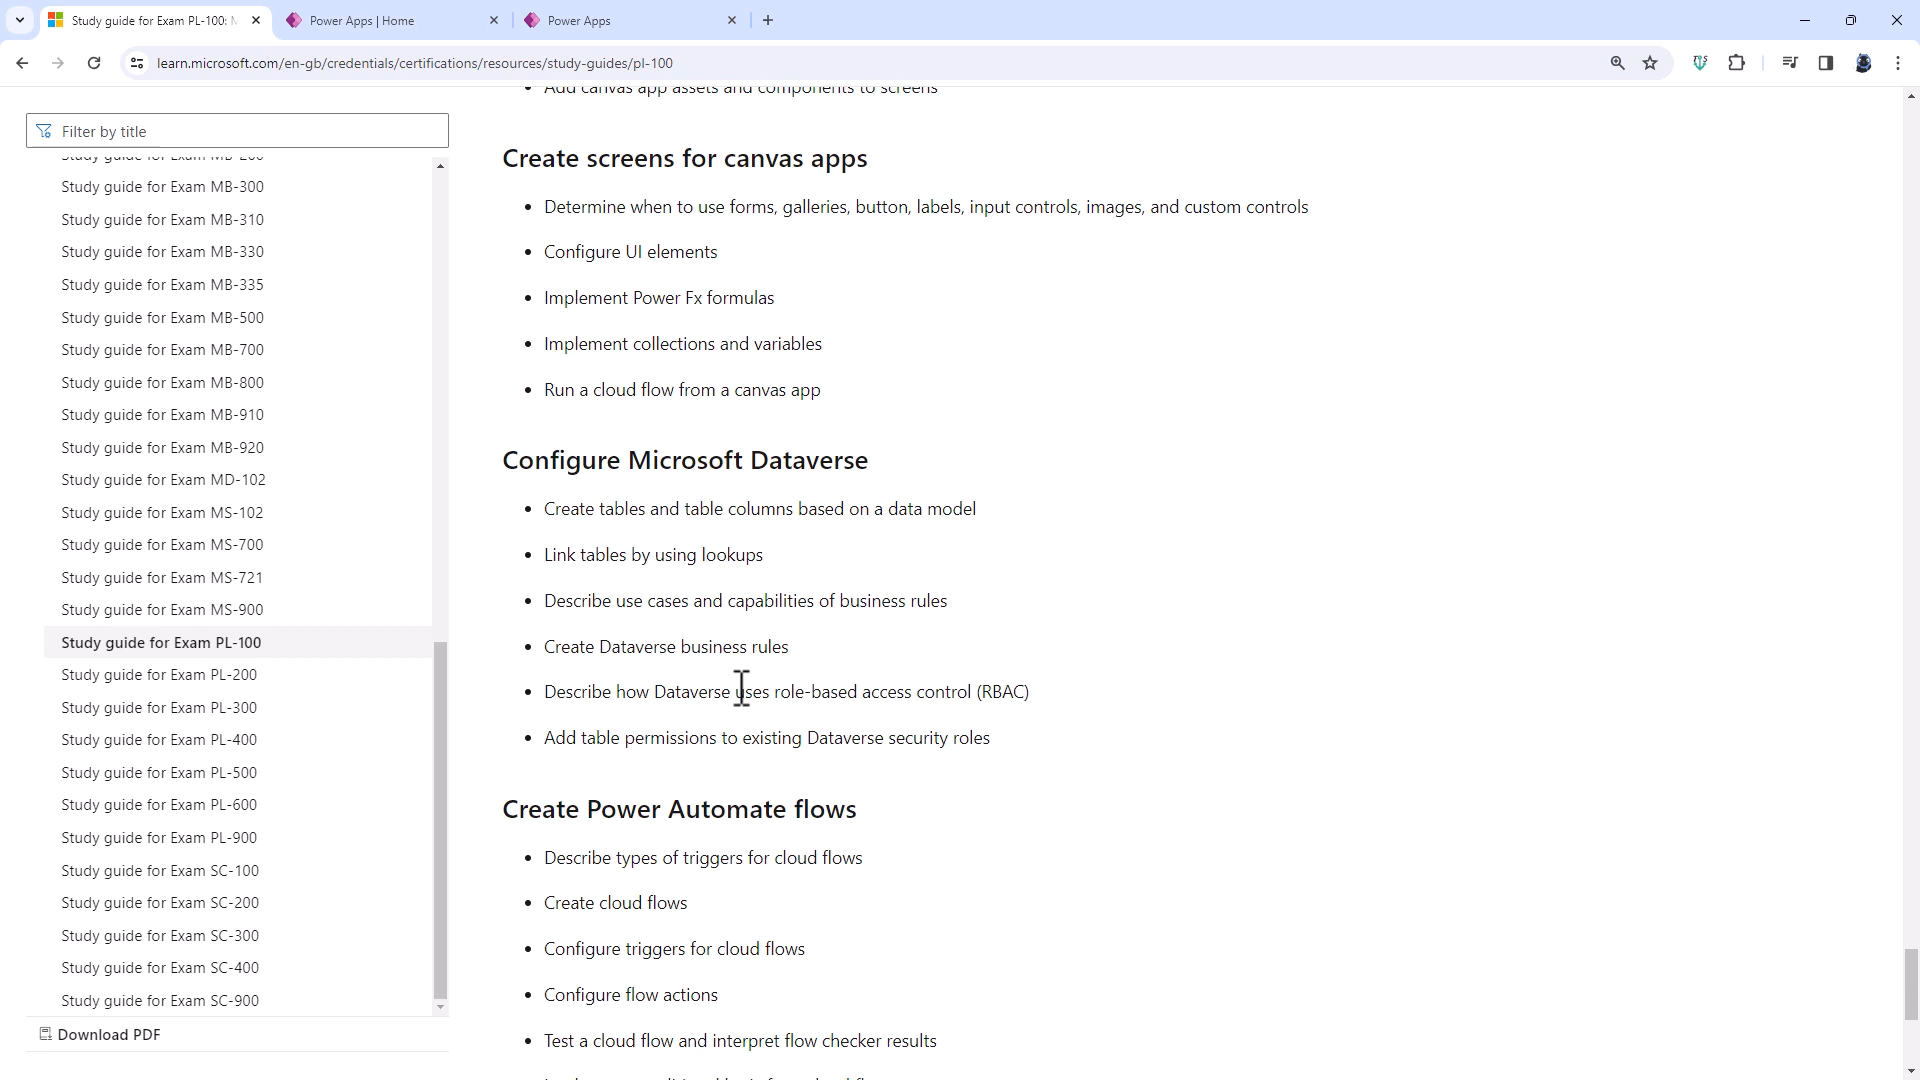 Study guide for Exam PL-100:
Power Apps | Home
Power Apps
learn.microsoft.com/en-gb/credentials/certifications/resources/study-guides/pl-100
Filter by title
Study guide for Exam MB-300
Study guide for Exam MB-310
Study guide for Exam MB-330
Study guide for Exam MB-335
Study guide for Exam MB-500
Study guide for Exam MB-700
Study guide for Exam MB-800
Study guide for Exam MB-910
Study guide for Exam MB-920
Study guide for Exam MD-102
Study guide for Exam MS-102
Study guide for Exam MS-700
Study guide for Exam MS-721
Study guide for Exam MS-900
Study guide for Exam PL-100
Study guide for Exam PL-200
Study guide for Exam PL-300
Study guide for Exam PL-400
Study guide for Exam PL-500
Study guide for Exam PL-600
Study guide for Exam PL-900
Study guide for Exam SC-100
Study guide for Exam SC-200
Study guide for Exam SC-300
Study guide for Exam SC-400
Study guide for Exam SC-900
Download PDF
Add canvas app assets and components to screens
Create screens for canvas apps
Determine when to use forms, galleries, button, labels, input controls, images, and custom controls
Configure UI elements
Implement Power Fx formulas
Implement collections and variables
Run a cloud flow from a canvas app
Configure Microsoft Dataverse
Create tables and table columns based on a data model
Link tables by using lookups
Describe use cases and capabilities of business rules
Create Dataverse business rules
Describe how Dataverse uses role-based access control (RBAC)
Add table permissions to existing Dataverse security roles
Create Power Automate flows
Describe types of triggers for cloud flows
Create cloud flows
Configure triggers for cloud flows
Configure flow actions
Test a cloud flow and interpret flow checker results